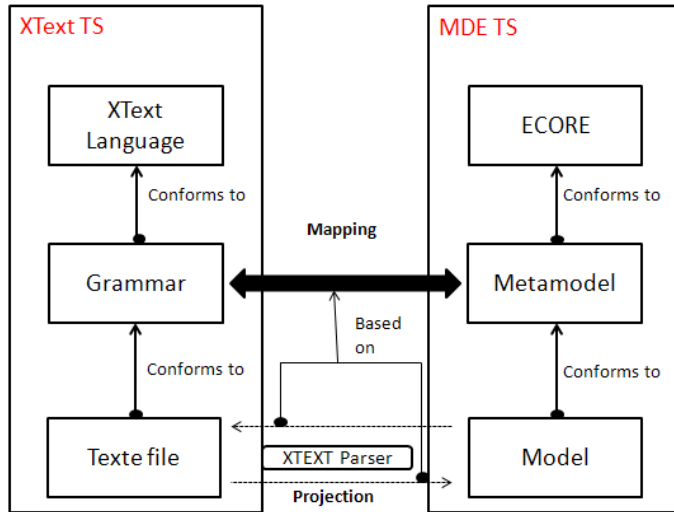 XText TS
MDE TS
XText
Language
ECORE
Conforms to
Conforms to
Mapping
Grammar
Metamodel
Based
on
Conforms to
Conforms to
Texte file
XTEXT Parser
Model
Projection